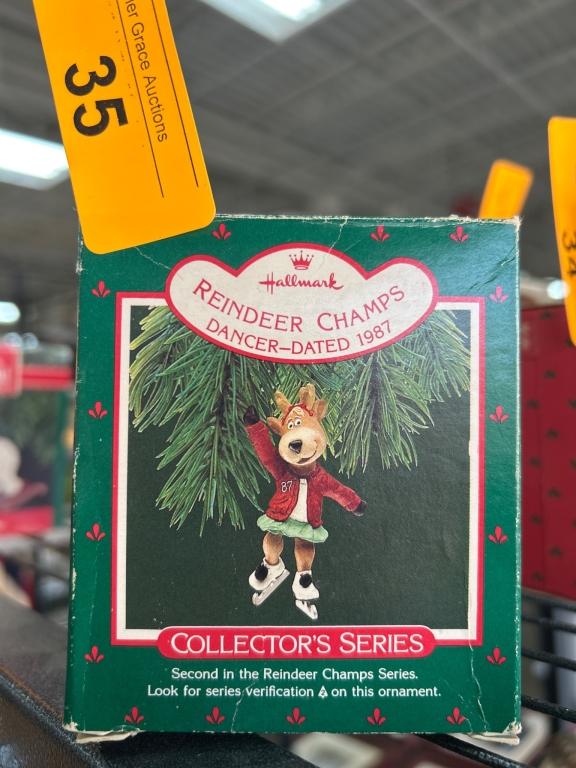 Grace Auctions
35
Hallmark
REINDEER CHAMPS
DANCER–DATED 1987
87
COLLECTOR'S SERIES
Second in the Reindeer Champs Series.
Look for series verification on this ornament.